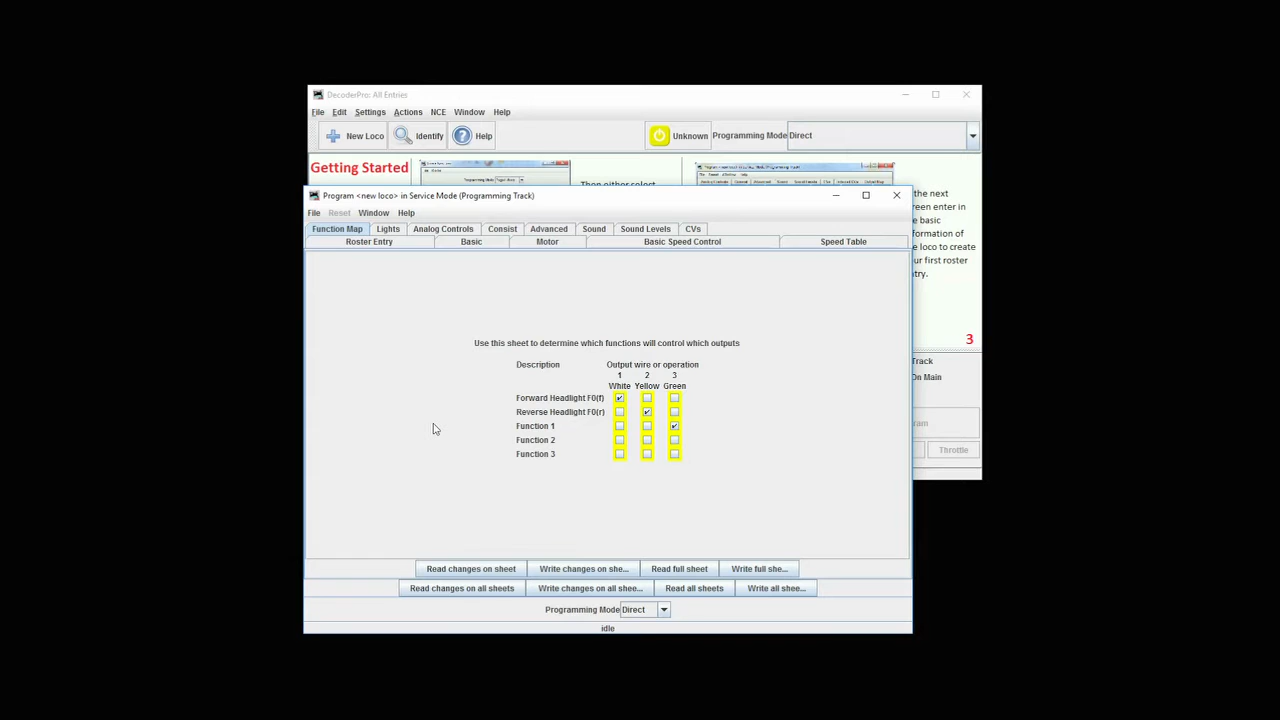 DecoderPro: All Entries
File Edit Settings Actions NCE Window Help
New Loco Identify Help Unknown Programming Mode Direct
Getting Started
Then either select
the next
reen enter in
e basic
formation of
e loco to create
ur first roster
ntry.
3
Track
On Main
ram
Throttle
Program <new loco> in Service Mode (Programming Track)
File Reset Window Help
Function Map Lights Analog Controls Consist Advanced Sound Sound Levels CVs
Roster Entry Basic Motor Basic Speed Control Speed Table
Use this sheet to determine which functions will control which outputs
Description Output wire or operation
1 2 3
White Yellow Green
Forward Headlight F0(f)
Reverse Headlight F0(r)
Function 1
Function 2
Function 3
Read changes on sheet Write changes on she... Read full sheet Write full she...
Read changes on all sheets Write changes on all shee... Read all sheets Write all shee...
Programming Mode Direct
idle